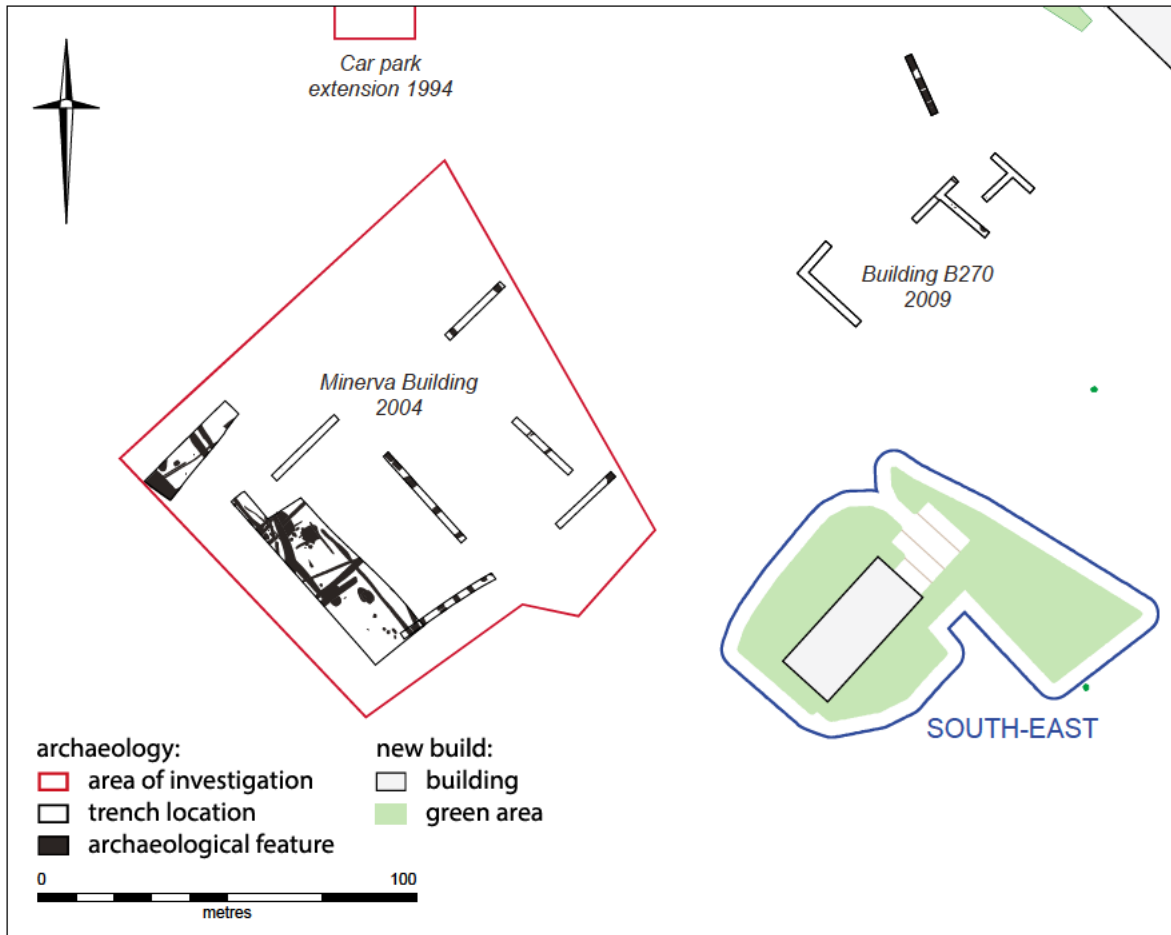 Car park
extension 1994
Building B270
2009
Minerva Building
2004
SOUTH-EAST
archaeology:
area of investigation
trench location
archaeological feature
new build:
building
green area
0 100
metres